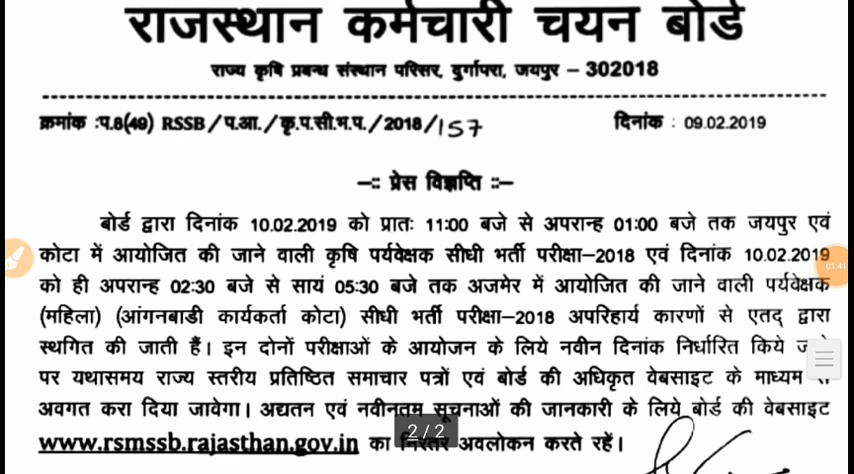 राजस्थान कर्मचारी चयन बोर्ड
राज्य कृषि प्रबन्ध संस्थान परिसर, दुर्गापुरा, जयपुर – 302018
क्रमांक :प.8(49) RSSB / प.आ. / कृ.प.सी.भ.प. / 2018 / 157 दिनांक : 09.02.2019
–:: प्रेस विज्ञप्ति ::–
बोर्ड द्वारा दिनांक 10.02.2019 को प्रातः 11:00 बजे से अपरान्ह 01:00 बजे तक जयपुर एवं
कोटा में आयोजित की जाने वाली कृषि पर्यवेक्षक सीधी भर्ती परीक्षा–2018 एवं दिनांक 10.02.2019
01:41
को ही अपरान्ह 02:30 बजे से सायं 05:30 बजे तक अजमेर में आयोजित की जाने वाली पर्यवेक्षक
(महिला) (आंगनबाडी कार्यकर्ता कोटा) सीधी भर्ती परीक्षा–2018 अपरिहार्य कारणों से एतद् द्वारा
स्थगित की जाती हैं। इन दोनों परीक्षाओं के आयोजन के लिये नवीन दिनांक निर्धारित किये
पर यथासमय राज्य स्तरीय प्रतिष्ठित समाचार पत्रों एवं बोर्ड की अधिकृत वेबसाइट के माध्यम
अवगत करा दिया जावेगा। अद्यतन एवं नवीनतम सूचनाओं की जानकारी के लिये बोर्ड की वेबसाइट
2 / 2
www.rsmssb.rajasthan.gov.in का निरंतर अवलोकन करते रहें।